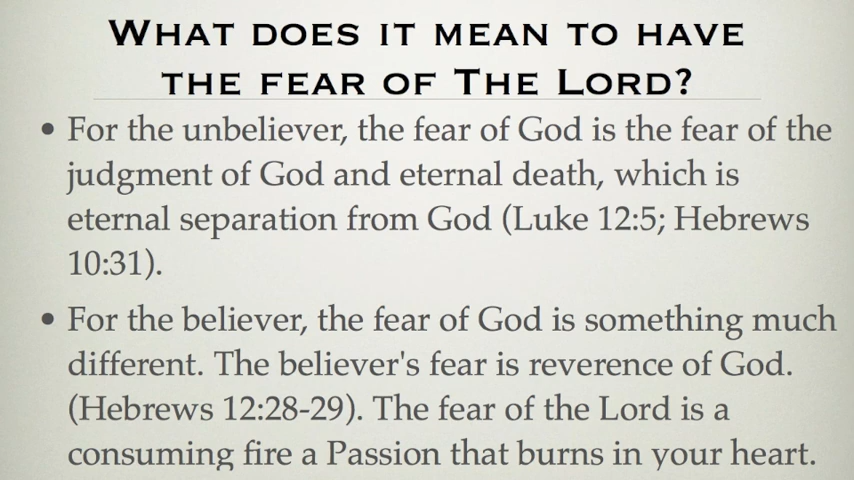 WHAT DOES IT MEAN TO HAVE
THE FEAR OF THE LORD?
• For the unbeliever, the fear of God is the fear of the
judgment of God and eternal death, which is
eternal separation from God (Luke 12:5; Hebrews
10:31).
• For the believer, the fear of God is something much
different. The believer's fear is reverence of God.
(Hebrews 12:28-29). The fear of the Lord is a
consuming fire a Passion that burns in your heart.